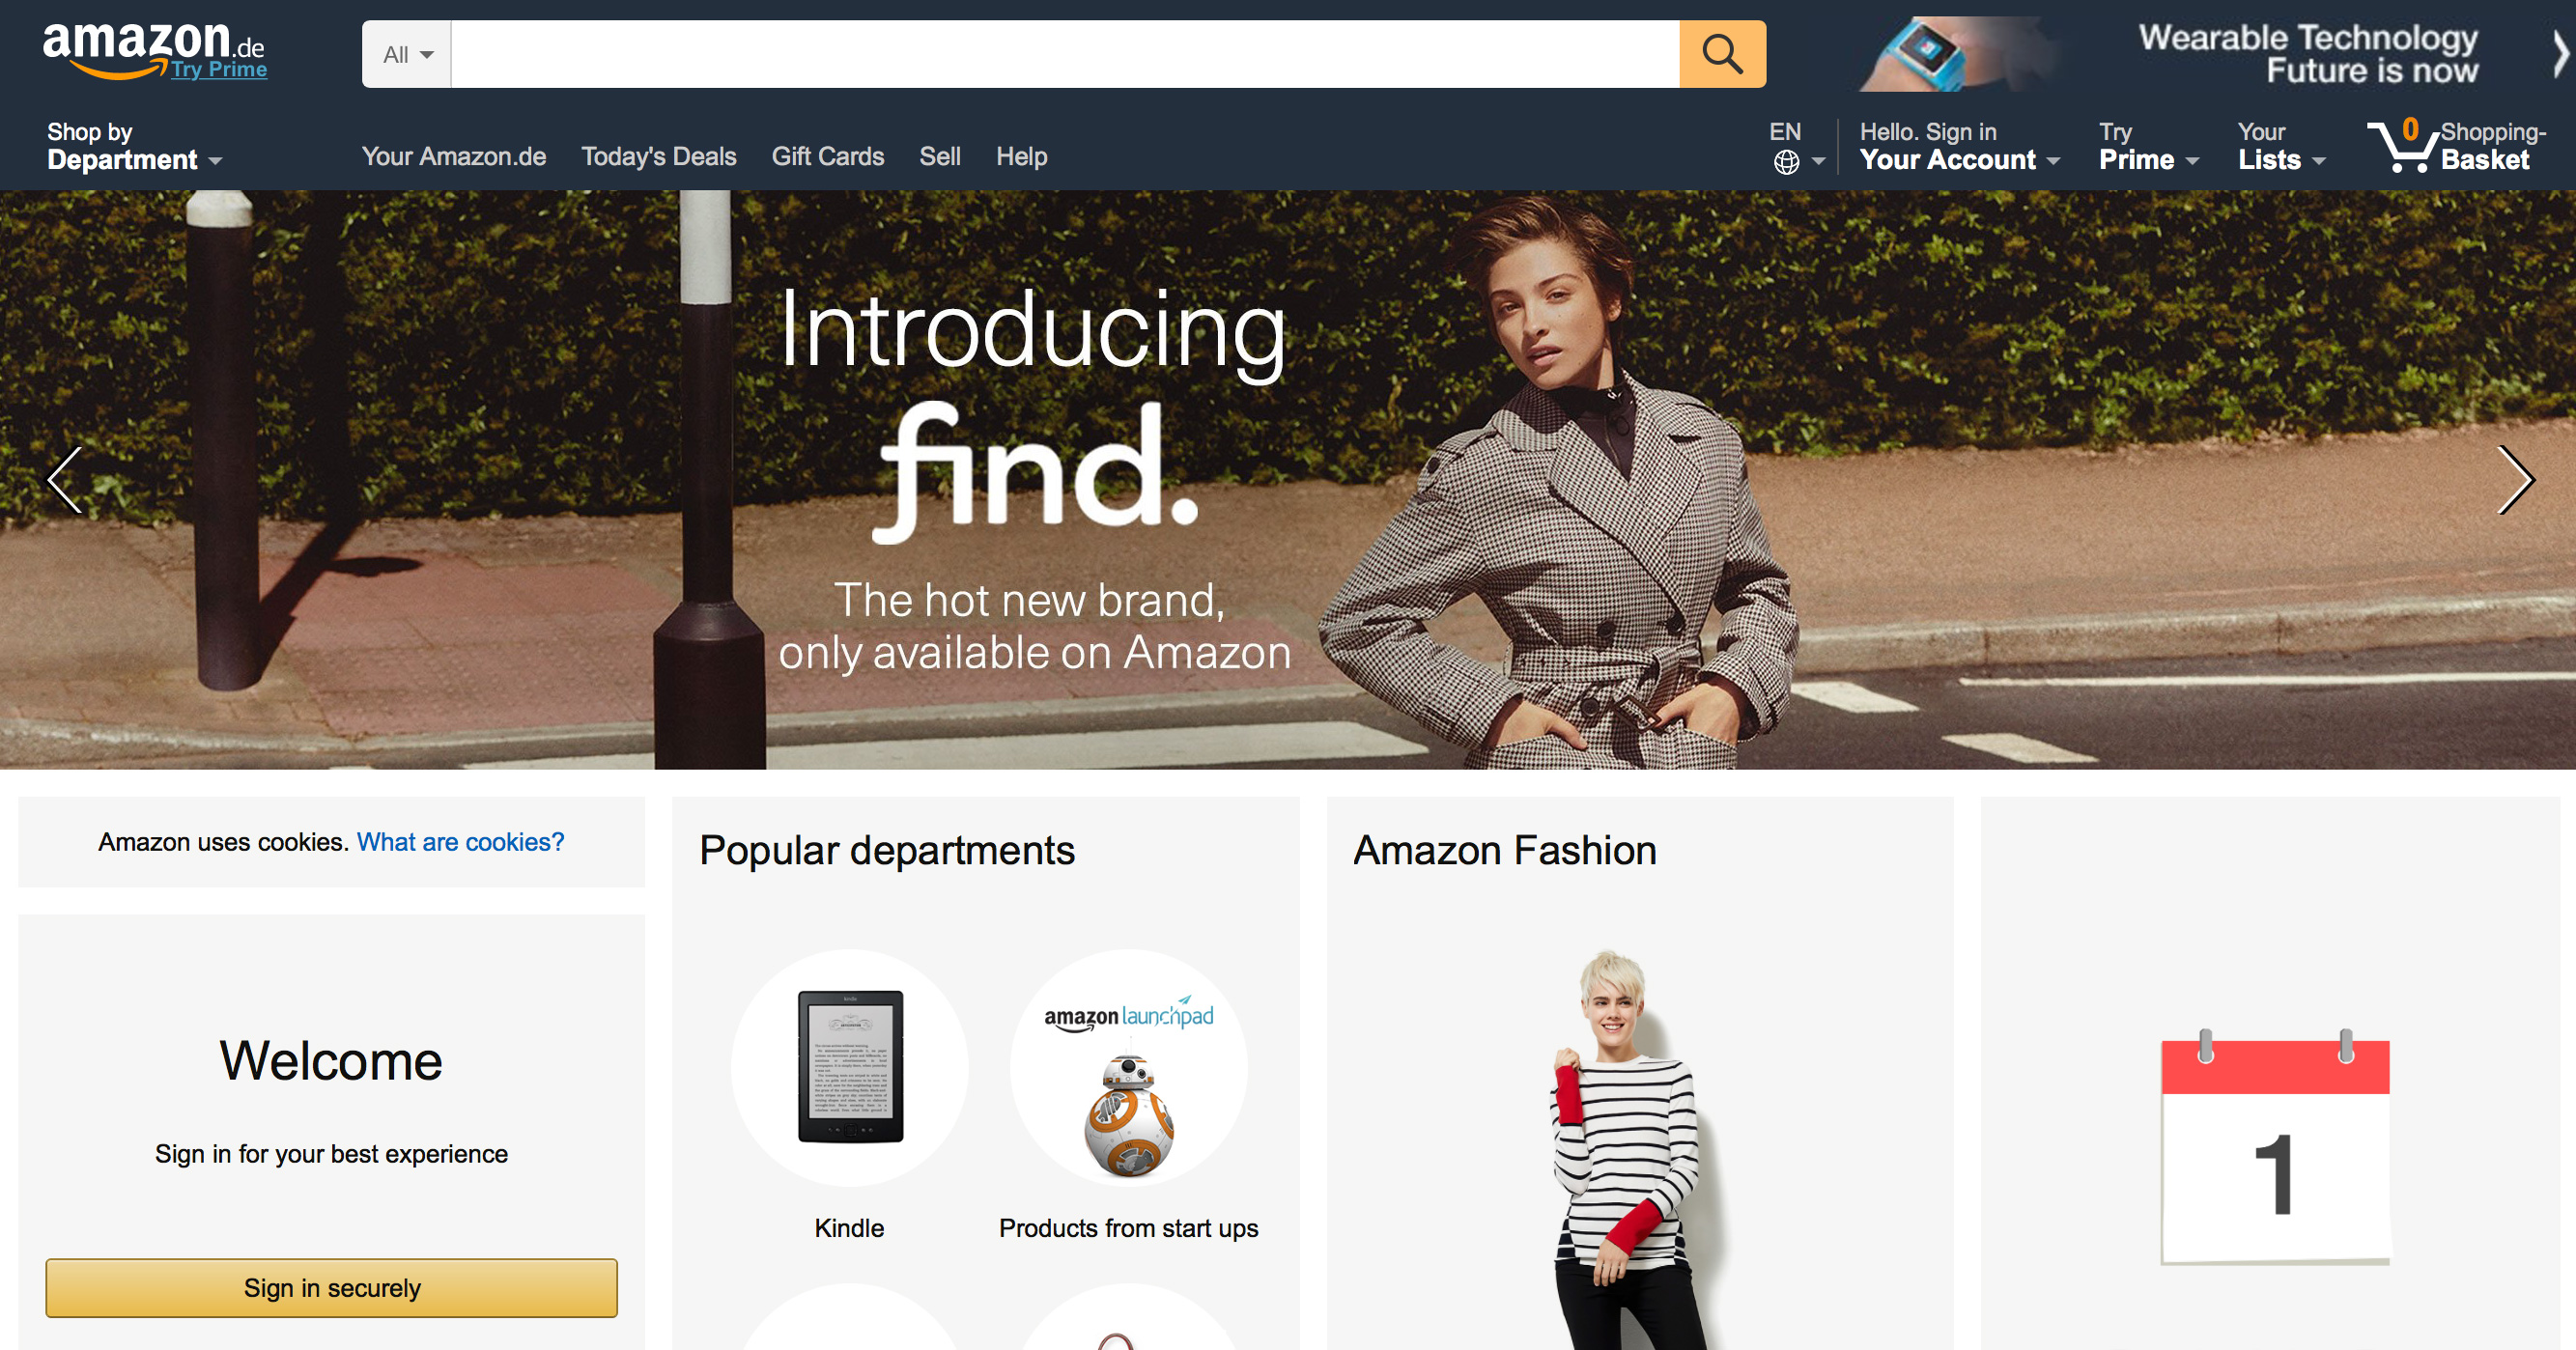 amazon.de
Try Prime
All
Wearable Technology
Future is now
Shop by
Department
Your Amazon.de
Today's Deals
Gift Cards
Sell
Help
EN
Hello. Sign in
Your Account
Try
Prime
Your
Lists
0
Shopping-
Basket
Introducing
find.
The hot new brand,
only available on Amazon
Amazon uses cookies. What are cookies?
Welcome
Sign in for your best experience
Sign in securely
Popular departments
kindle
Kindle
amazon launchpad
Products from start ups
Amazon Fashion
1